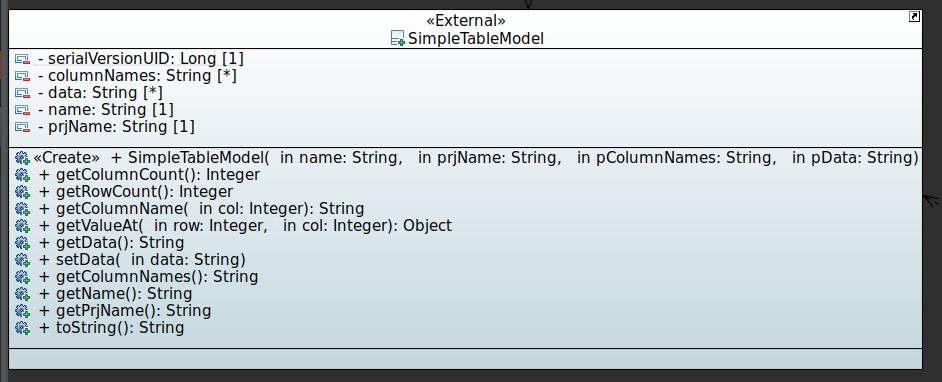 «External»
SimpleTableModel
- serialVersionUID: Long [1]
- columnNames: String [*]
- data: String [*]
- name: String [1]
- prjName: String [1]
«Create» + SimpleTableModel( in name: String, in prjName: String, in pColumnNames: String, in pData: String)
+ getColumnCount(): Integer
+ getRowCount(): Integer
+ getColumnName( in col: Integer): String
+ getValueAt( in row: Integer, in col: Integer): Object
+ getData(): String
+ setData( in data: String)
+ getColumnNames(): String
+ getName(): String
+ getPrjName(): String
+ toString(): String